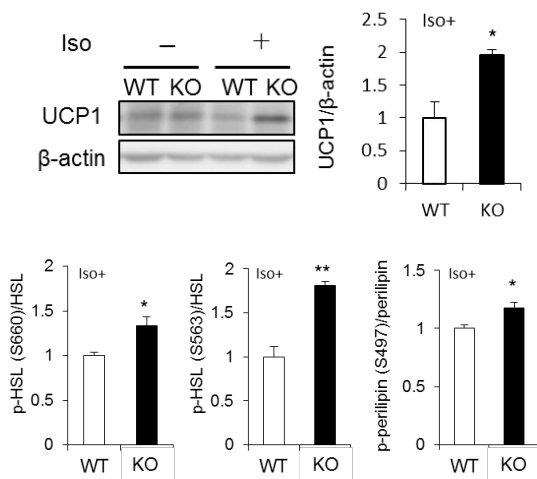 Iso − +
WT KO WT KO
UCP1
β-actin
UCP1/β-actin
Iso+
*
2.5
2
1.5
1
0.5
0
WT KO
p-HSL (S660)/HSL
Iso+
*
2
1.5
1
0.5
0
WT KO
p-HSL (S563)/HSL
Iso+
**
2
1.5
1
0.5
0
WT KO
p-perilipin (S497)/perilipin
Iso+
*
1.5
1
0.5
0
WT KO